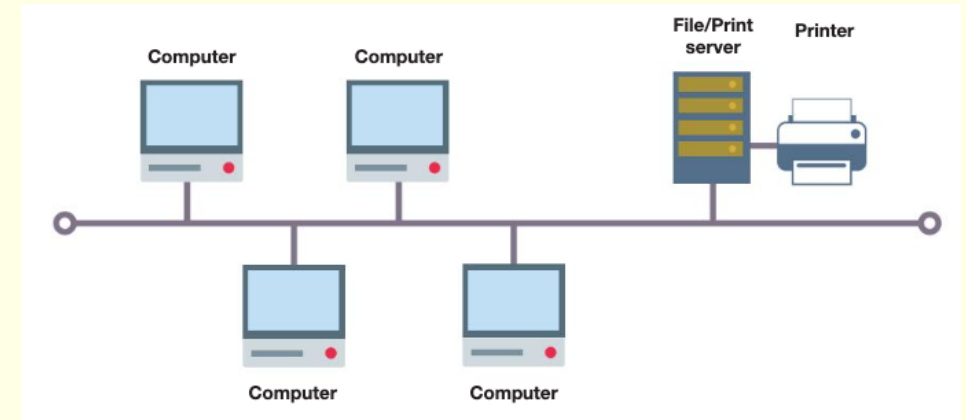 Computer
Computer
File/Print
server
Printer
Computer
Computer